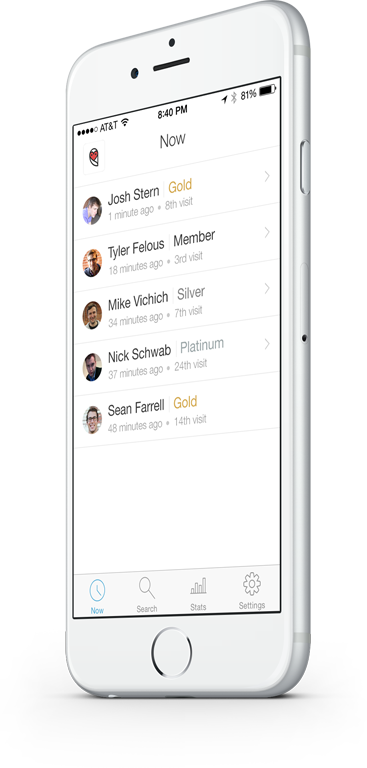 AT&T 8:40 PM 81%
Now
Josh Stern Gold
1 minute ago • 8th visit
Tyler Felous Member
18 minutes ago • 3rd visit
Mike Vichich Silver
34 minutes ago • 7th visit
Nick Schwab Platinum
37 minutes ago • 24th visit
Sean Farrell Gold
48 minutes ago • 14th visit
Now Search Stats Settings